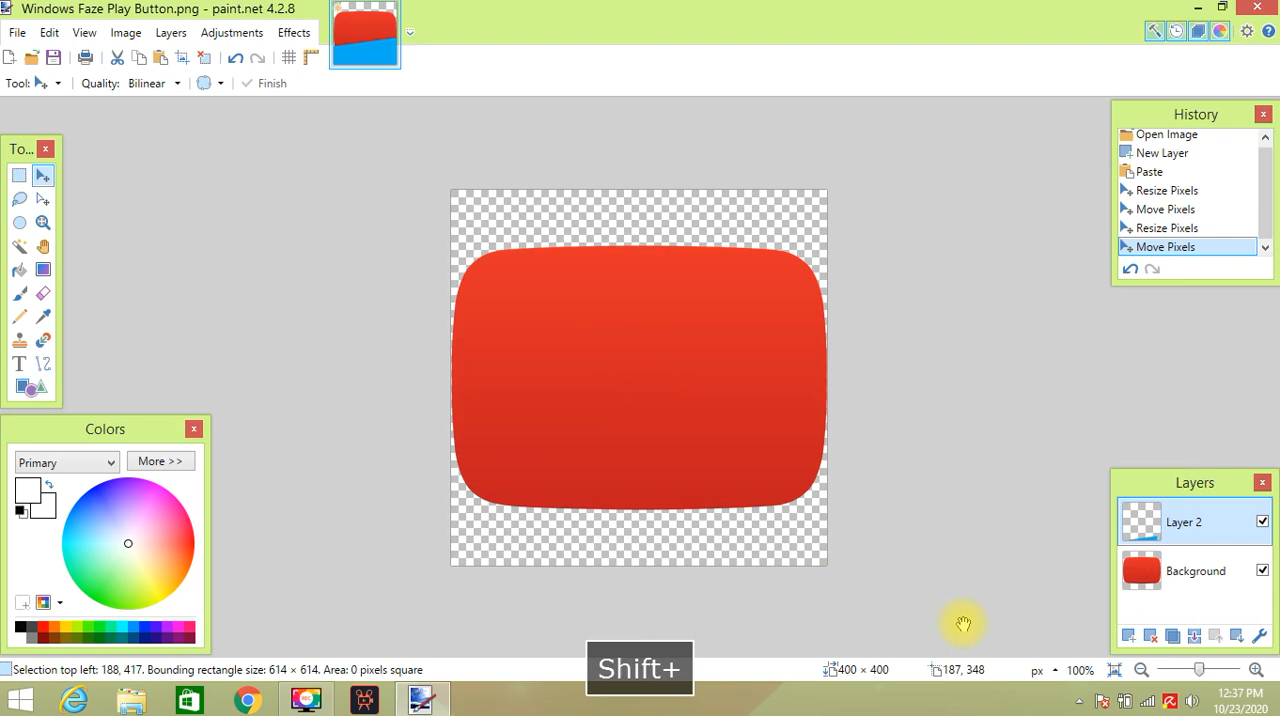 Windows Faze Play Button.png - paint.net 4.2.8
File Edit View Image Layers Adjustments Effects
Tool: Quality: Bilinear Finish
To...
History
Open Image
New Layer
Paste
Resize Pixels
Move Pixels
Resize Pixels
Move Pixels
Colors
Primary
More >>
Layers
Layer 2
Background
Shift+
Selection top left: 188, 417. Bounding rectangle size: 614 × 614. Area: 0 pixels square
400 × 400
187, 348
px
100%
REC
12:37 PM
10/23/2020